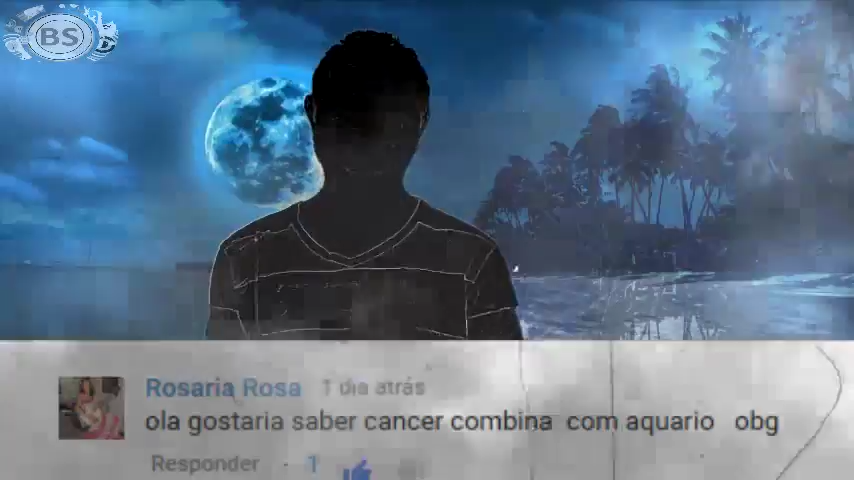 BS
Rosaria Rosa 1 dia atrás
ola gostaria saber cancer combina com aquario obg
Responder · 1